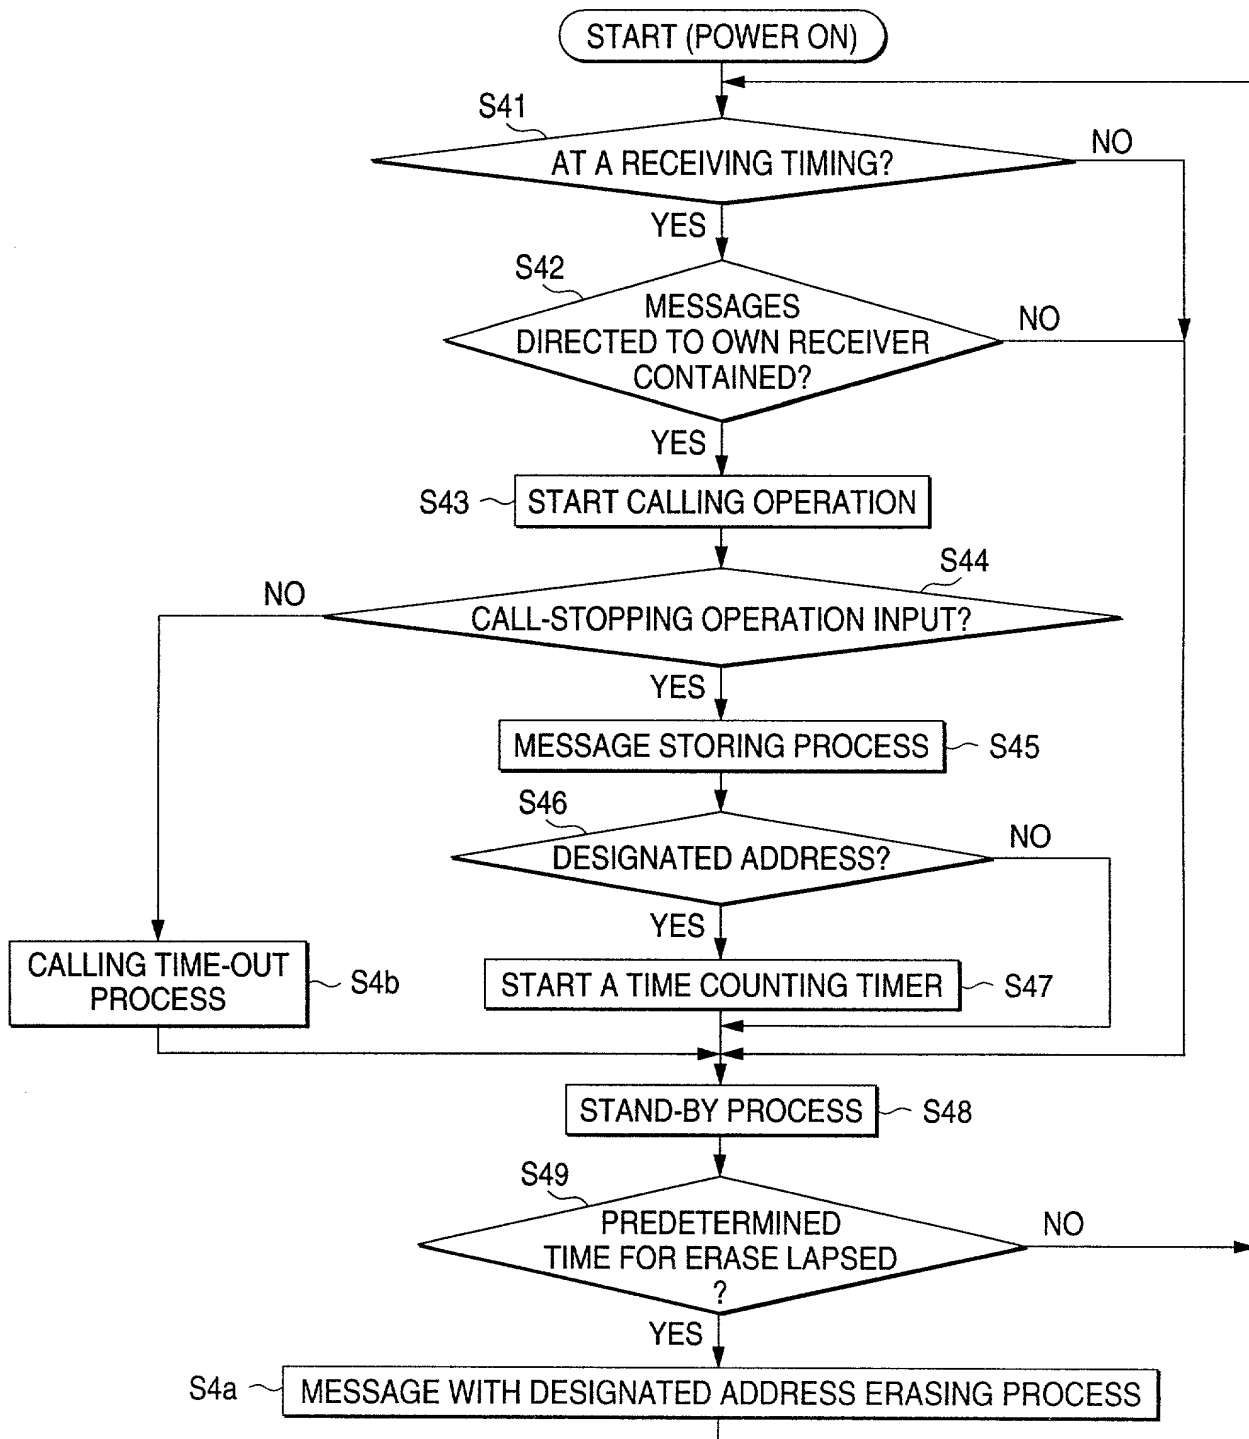 START (POWER ON)
S41
AT A RECEIVING TIMING?
NO
YES
S42
MESSAGES
DIRECTED TO OWN RECEIVER
CONTAINED?
NO
YES
S43
START CALLING OPERATION
S44
NO
CALL-STOPPING OPERATION INPUT?
YES
MESSAGE STORING PROCESS
S45
S46
DESIGNATED ADDRESS?
NO
YES
CALLING TIME-OUT
PROCESS
S4b
START A TIME COUNTING TIMER
S47
STAND-BY PROCESS
S48
S49
PREDETERMINED
TIME FOR ERASE LAPSED
?
NO
YES
S4a
MESSAGE WITH DESIGNATED ADDRESS ERASING PROCESS